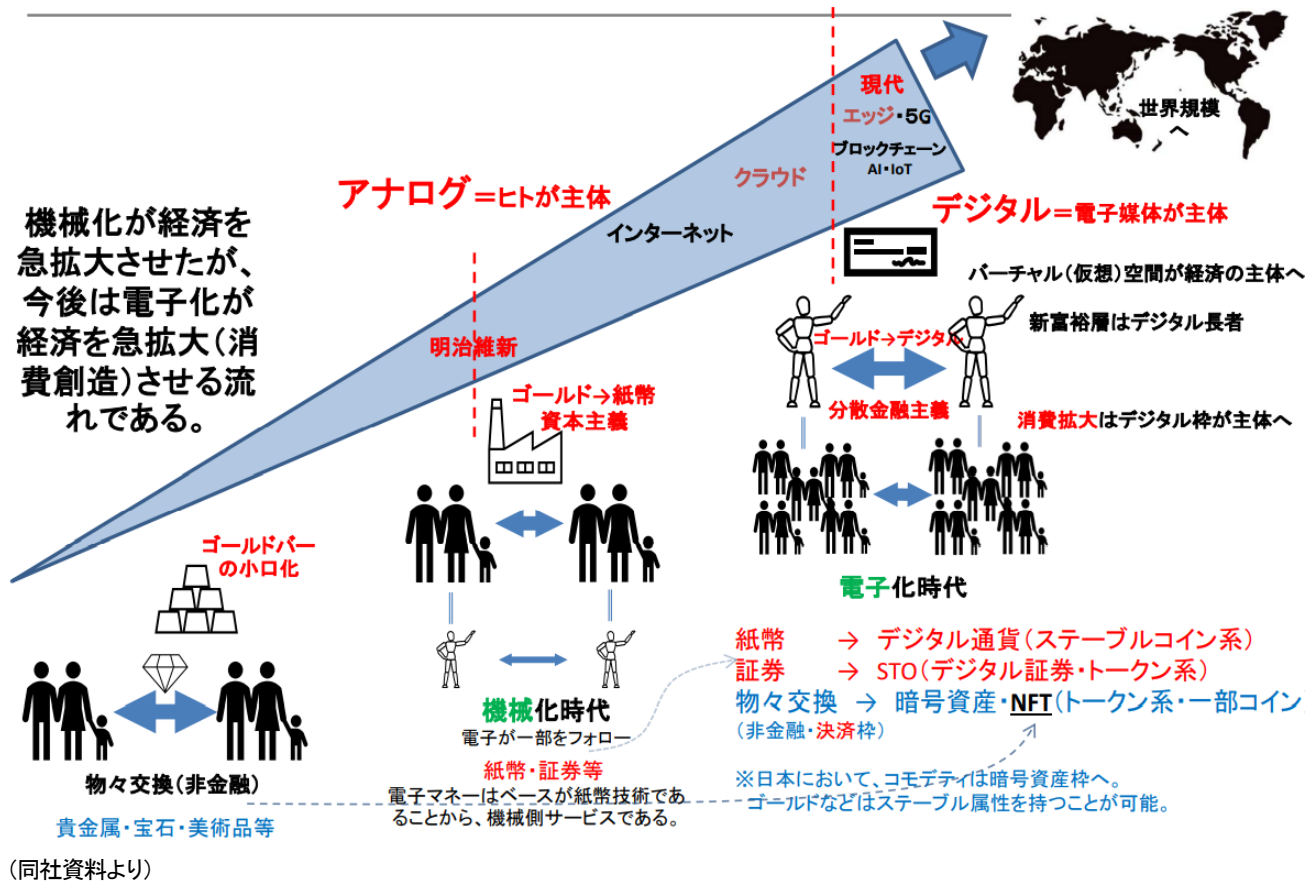 機械化が経済を
急拡大させたが、
今後は電子化が
経済を急拡大(消
費創造)させる流
れである。
アナログ=ヒトが主体
現代
エッジ・5G
ブロックチェーン
AI・IoT
クラウド
インターネット
明治維新
世界規模
へ
デジタル=電子媒体が主体
バーチャル(仮想)空間が経済の主体へ
新富裕層はデジタル長者
ゴールド→デジタル
分散金融主義
消費拡大はデジタル枠が主体へ
電子化時代
ゴールド→紙幣
資本主義
機械化時代
電子が一部をフォロー
紙幣・証券等
電子マネーはベースが紙幣技術であ
ることから、機械側サービスである。
ゴールドバー
の小口化
物々交換(非金融)
貴金属・宝石・美術品等
紙幣 → デジタル通貨(ステーブルコイン系)
証券 → STO(デジタル証券・トークン系)
物々交換 → 暗号資産・NFT(トークン系・一部コイン
(非金融・決済枠)
※日本において、コモデティは暗号資産枠へ。
ゴールドなどはステーブル属性を持つことが可能。
(同社資料より)